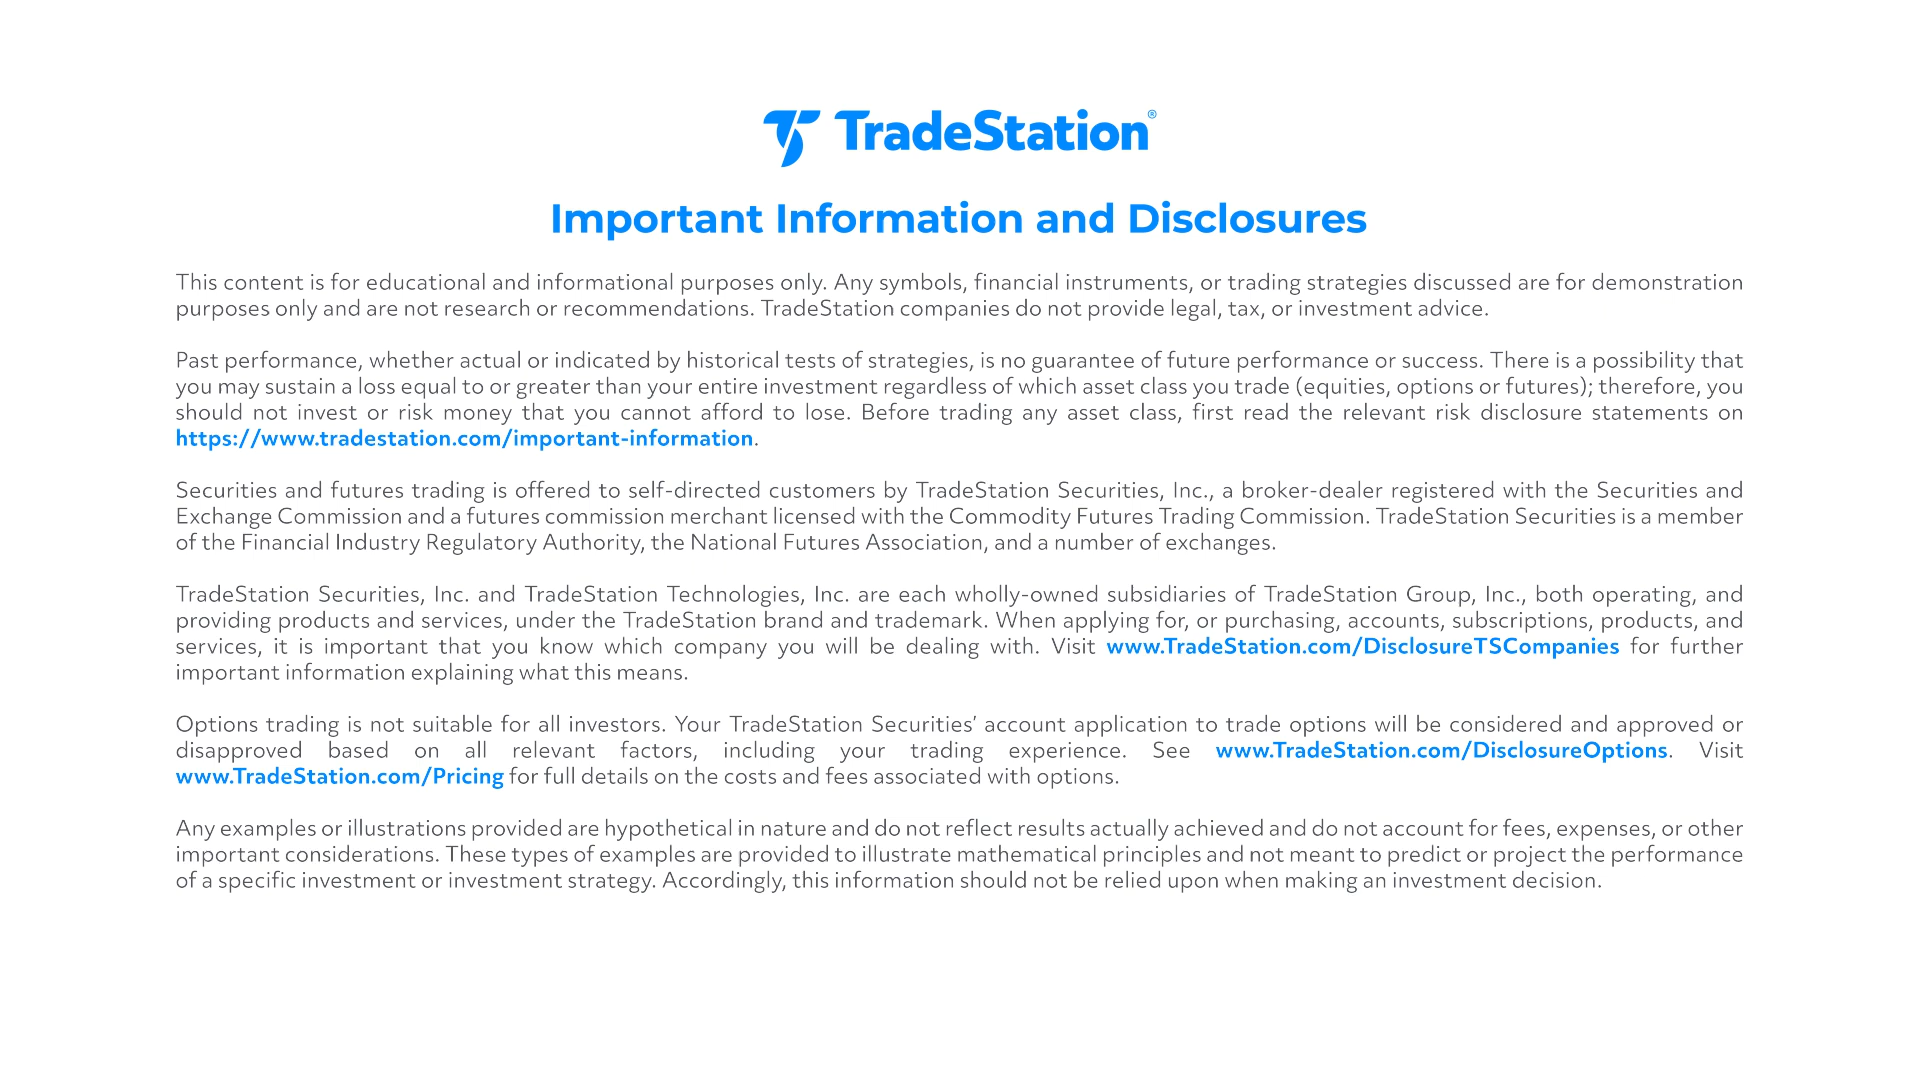 TradeStation®
Important Information and Disclosures
This content is for educational and informational purposes only. Any symbols, financial instruments, or trading strategies discussed are for demonstration
purposes only and are not research or recommendations. TradeStation companies do not provide legal, tax, or investment advice.
Past performance, whether actual or indicated by historical tests of strategies, is no guarantee of future performance or success. There is a possibility that
you may sustain a loss equal to or greater than your entire investment regardless of which asset class you trade (equities, options or futures); therefore, you
should not invest or risk money that you cannot afford to lose. Before trading any asset class, first read the relevant risk disclosure statements on
https://www.tradestation.com/important-information.
Securities and futures trading is offered to self-directed customers by TradeStation Securities, Inc., a broker-dealer registered with the Securities and
Exchange Commission and a futures commission merchant licensed with the Commodity Futures Trading Commission. TradeStation Securities is a member
of the Financial Industry Regulatory Authority, the National Futures Association, and a number of exchanges.
TradeStation Securities, Inc. and TradeStation Technologies, Inc. are each wholly-owned subsidiaries of TradeStation Group, Inc., both operating, and
providing products and services, under the TradeStation brand and trademark. When applying for, or purchasing, accounts, subscriptions, products, and
services, it is important that you know which company you will be dealing with. Visit www.TradeStation.com/DisclosureTSCompanies for further
important information explaining what this means.
Options trading is not suitable for all investors. Your TradeStation Securities’ account application to trade options will be considered and approved or
disapproved based on all relevant factors, including your trading experience. See www.TradeStation.com/DisclosureOptions. Visit
www.TradeStation.com/Pricing for full details on the costs and fees associated with options.
Any examples or illustrations provided are hypothetical in nature and do not reflect results actually achieved and do not account for fees, expenses, or other
important considerations. These types of examples are provided to illustrate mathematical principles and not meant to predict or project the performance
of a specific investment or investment strategy. Accordingly, this information should not be relied upon when making an investment decision.